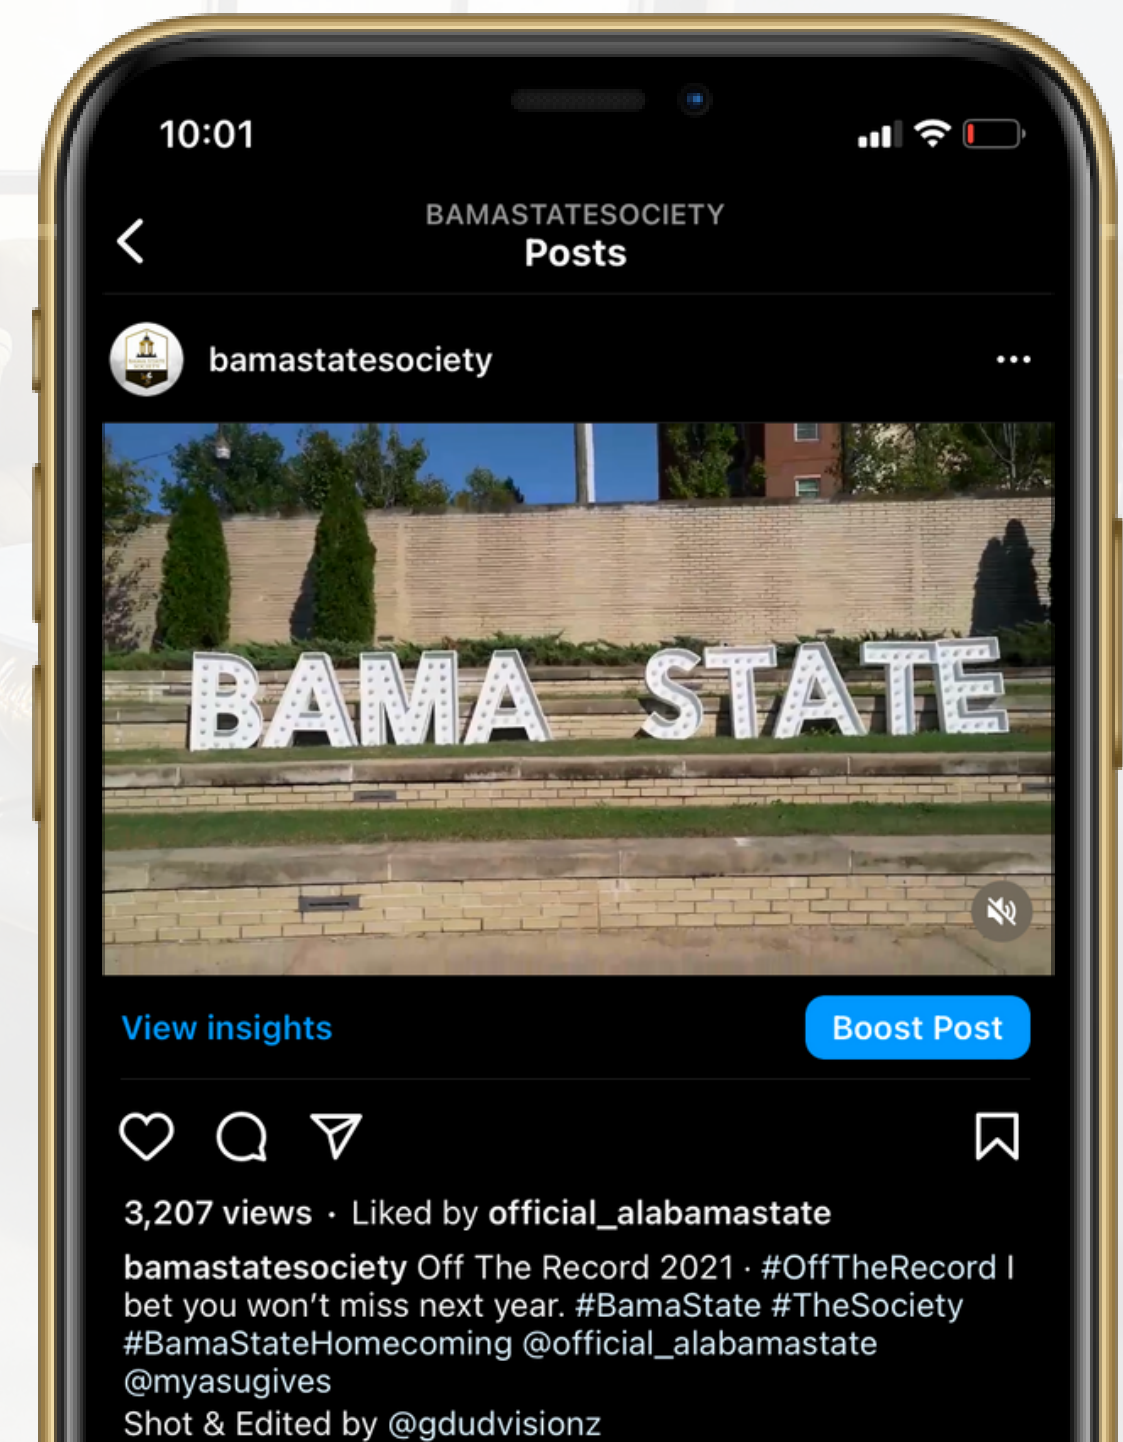 10:01
BAMASTATESOCIETY
Posts
bamastatesociety
BAMA STATE
View insights
Boost Post
3,207 views · Liked by official_alabamastate
bamastatesociety Off The Record 2021 · #OffTheRecord I
bet you won’t miss next year. #BamaState #TheSociety
#BamaStateHomecoming @official_alabamastate
@myasugives
Shot & Edited by @gdudvisionz